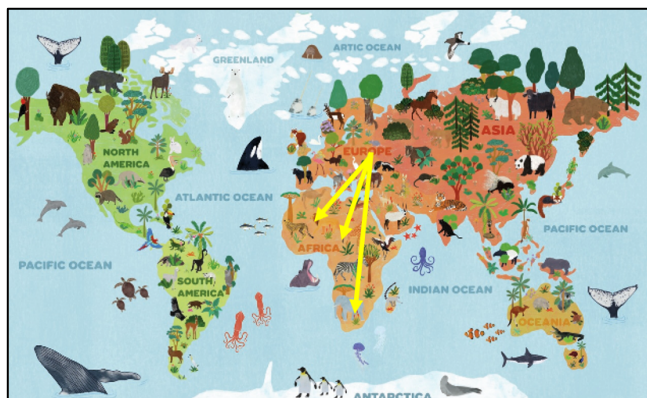 ARTIC OCEAN
GREENLAND
NORTH
AMERICA
EUROPE
ASIA
ATLANTIC OCEAN
PACIFIC OCEAN
AFRICA
PACIFIC OCEAN
SOUTH
AMERICA
INDIAN OCEAN
OCEANIA
ANTARCTICA